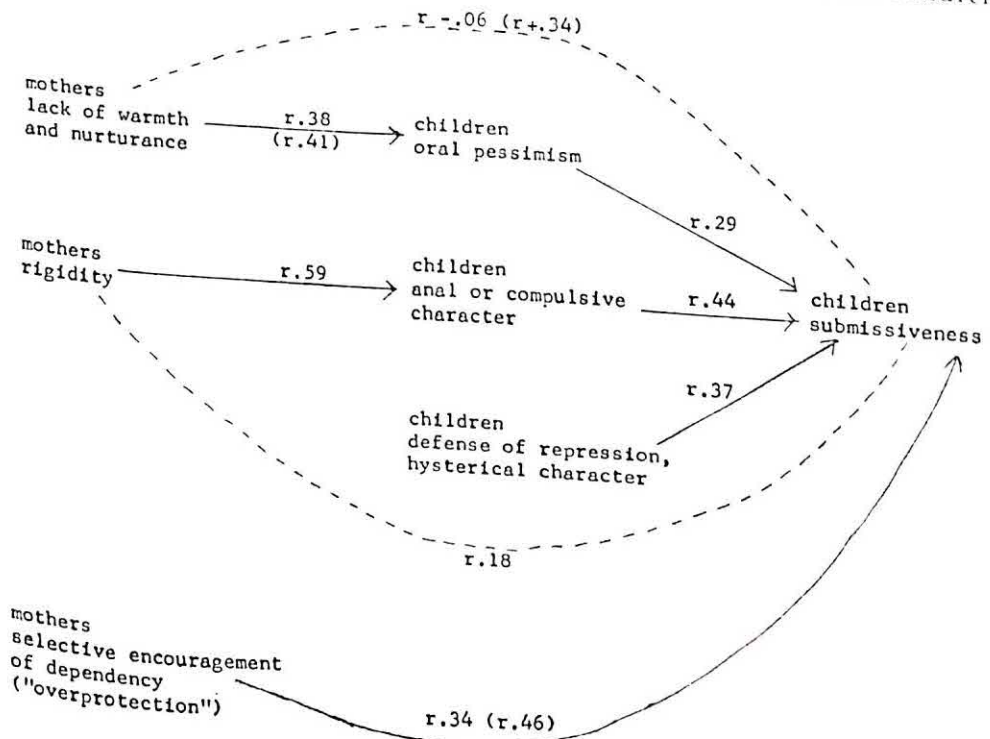 r -.06 (r+.34)
mothers
lack of warmth
and nurturance
r.38
(r.41)
children
oral pessimism
r.29
mothers
rigidity
r.59
children
anal or compulsive
character
r.44
children
submissiveness
r.37
children
defense of repression,
hysterical character
r.18
mothers
selective encouragement
of dependency
("overprotection")
r.34 (r.46)